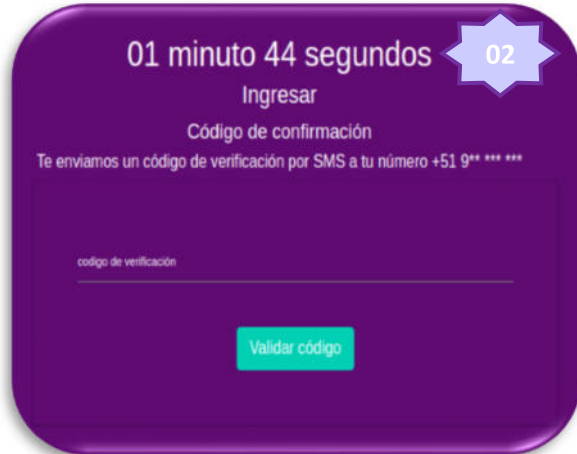 01 minuto 44 segundos
02
Ingresar
Código de confirmación
Te enviamos un código de verificación por SMS a tu número +51 9** *** ***
codigo de verificación
Validar código